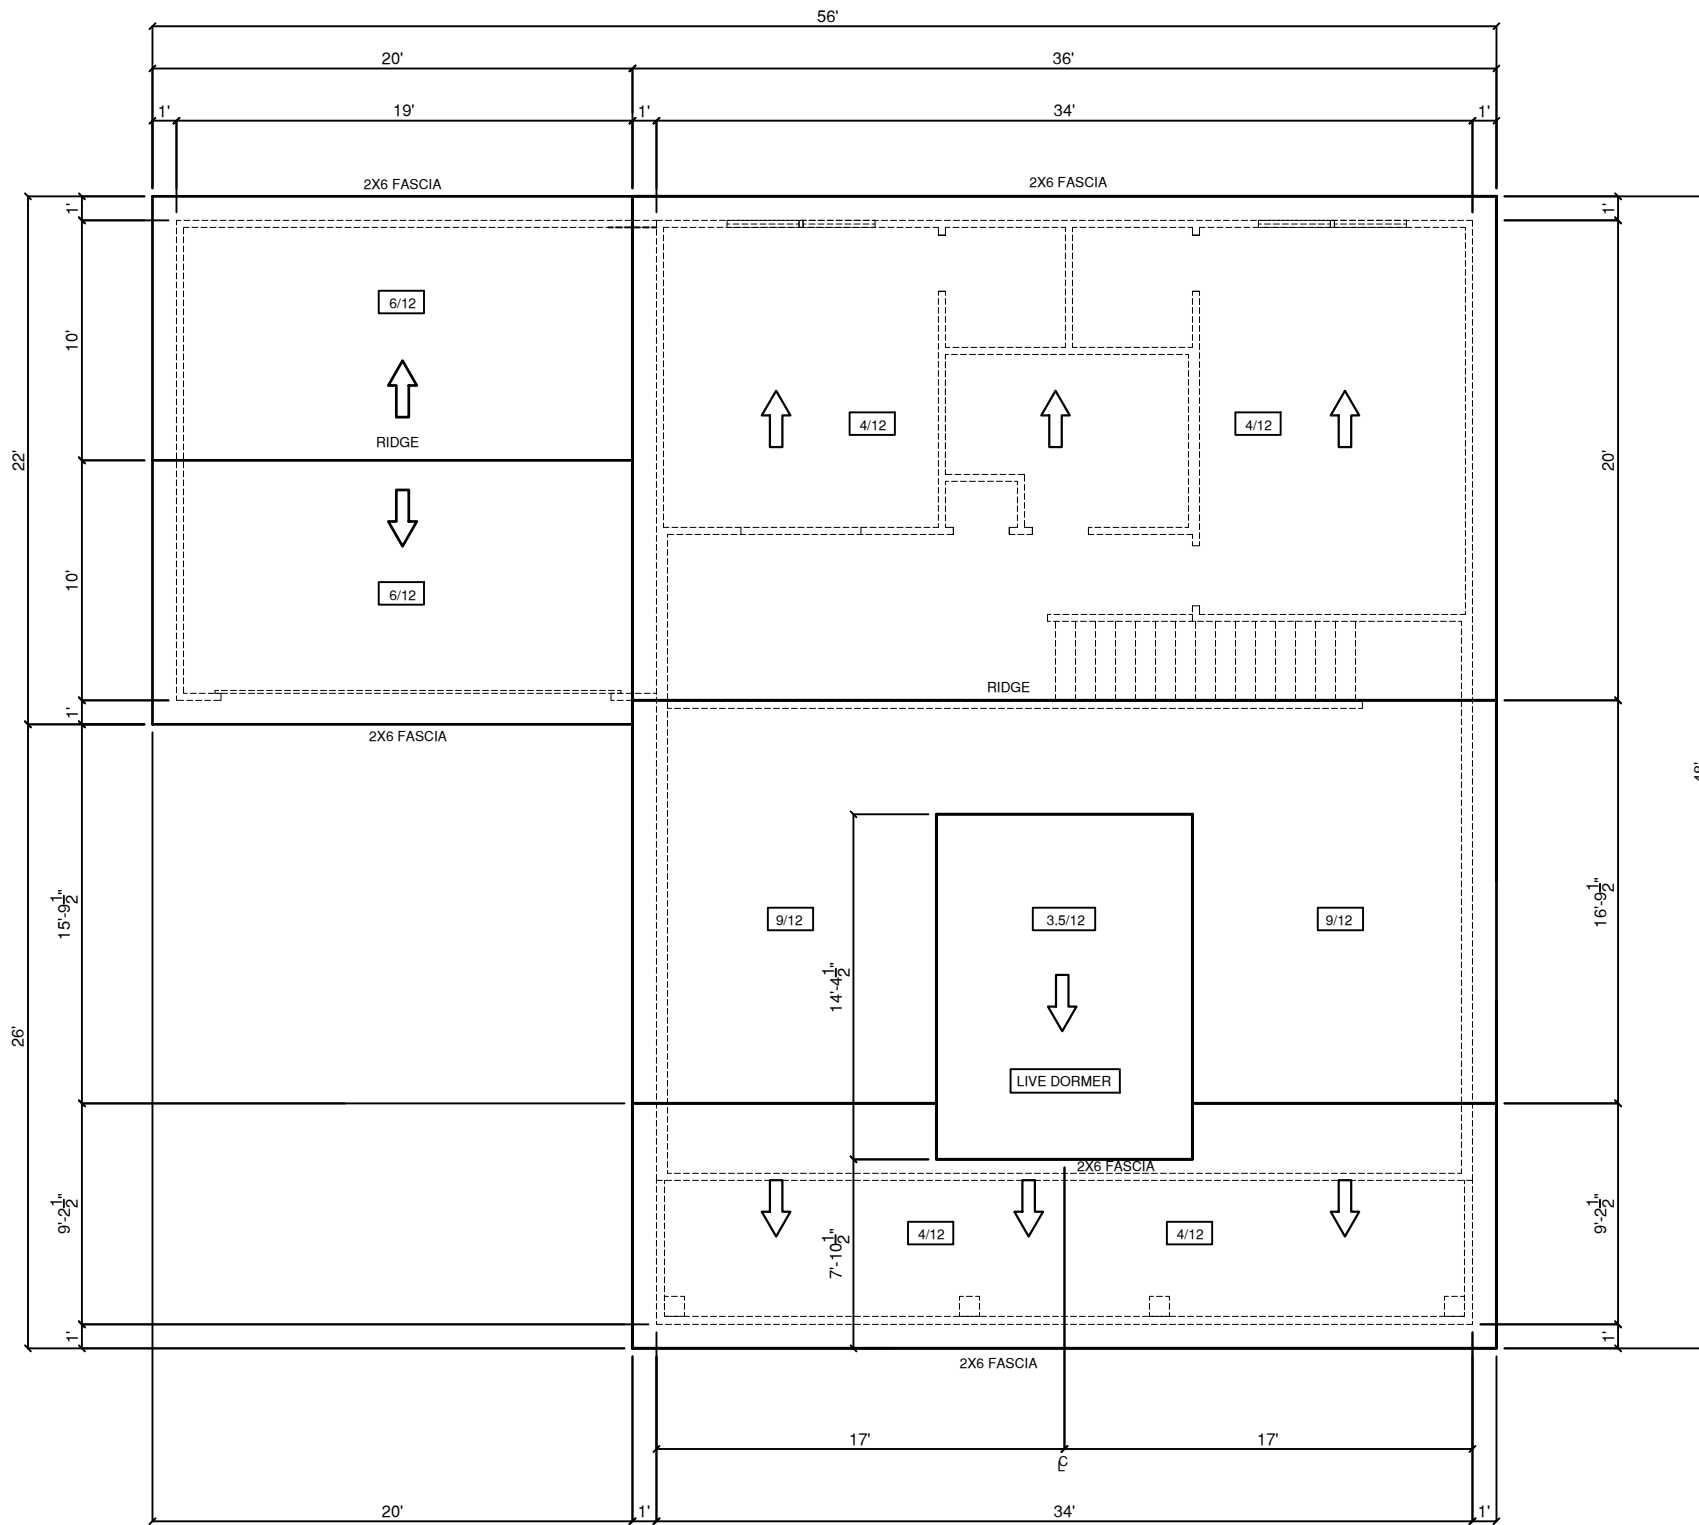 56'
20' 36'
1' 19' 1' 34' 1'
2X6 FASCIA 2X6 FASCIA
1' 1'
6/12
10'
4/12 4/12
RIDGE
22' 20'
10' 6/12
RIDGE
1'
2X6 FASCIA
48'
15'-9 1/2" 9/12 3.5/12 9/12 16'-9 1/2"
14'-4 1/2"
26'
LIVE DORMER
2X6 FASCIA
9'-2 1/2" 9'-2 1/2"
4/12 4/12
7'-10 1/2"
1' 1'
2X6 FASCIA
17' 17'
CL
20' 1' 34' 1'